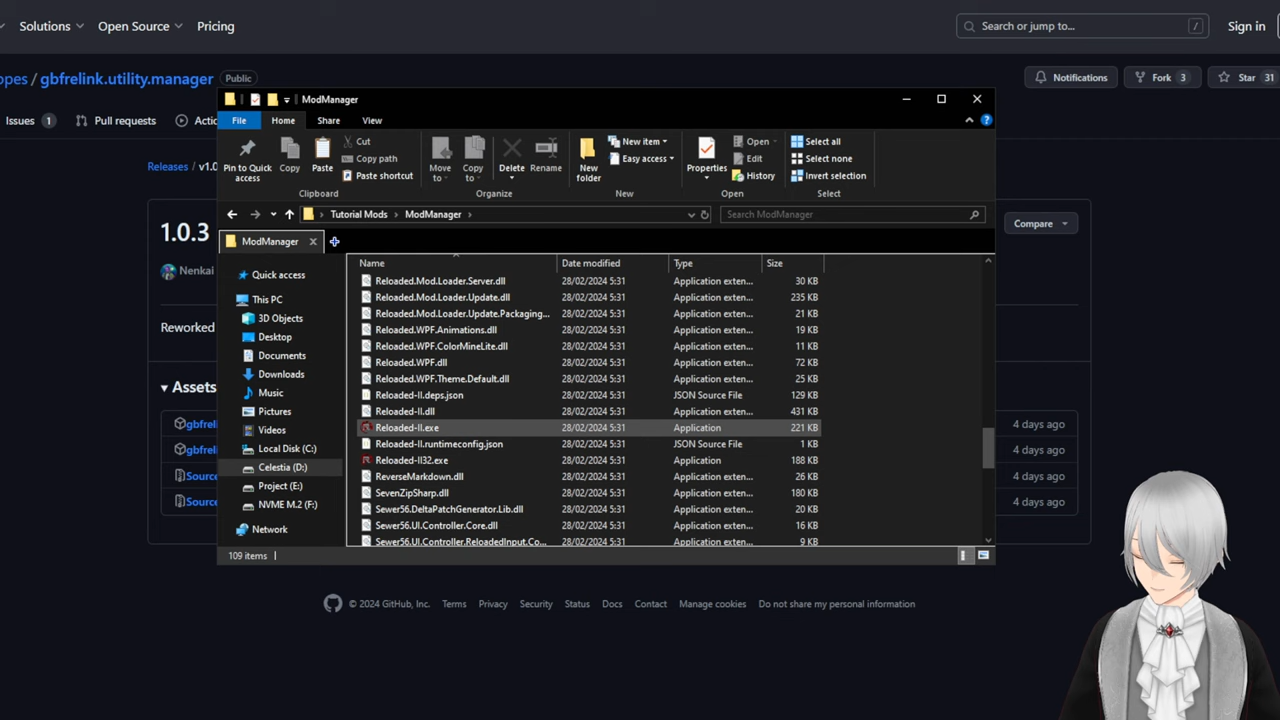 Solutions Open Source Pricing Search or jump to... / Sign in
opes / gbfrelink.utility.manager Public Notifications Fork 3 Star 31
Issues 1 Pull requests Actio
ModManager
File Home Share View
Pin to Quick access Copy Paste Cut Copy path Paste shortcut
Move to Copy to Delete Rename New folder New item Easy access
Properties Open Edit History Select all Select none Invert selection
Clipboard Organize New Open Select
Releases / v1.0
Tutorial Mods › ModManager › Search ModManager
1.0.3 Compare
ModManager
Nenkai
Reworked
Assets
gbfreli 4 days ago
gbfreli 4 days ago
Source 4 days ago
Source 4 days ago
Quick access
This PC
3D Objects
Desktop
Documents
Downloads
Music
Pictures
Videos
Local Disk (C:)
Celestia (D:)
Project (E:)
NVME M.2 (F:)
Network
Name Date modified Type Size
Reloaded.Mod.Loader.Server.dll 28/02/2024 5:31 Application exten... 30 KB
Reloaded.Mod.Loader.Update.dll 28/02/2024 5:31 Application exten... 235 KB
Reloaded.Mod.Loader.Update.Packaging... 28/02/2024 5:31 Application exten... 21 KB
Reloaded.WPF.Animations.dll 28/02/2024 5:31 Application exten... 19 KB
Reloaded.WPF.ColorMineLite.dll 28/02/2024 5:31 Application exten... 11 KB
Reloaded.WPF.dll 28/02/2024 5:31 Application exten... 72 KB
Reloaded.WPF.Theme.Default.dll 28/02/2024 5:31 Application exten... 25 KB
Reloaded-II.deps.json 28/02/2024 5:31 JSON Source File 129 KB
Reloaded-II.dll 28/02/2024 5:31 Application exten... 431 KB
Reloaded-II.exe 28/02/2024 5:31 Application 221 KB
Reloaded-II.runtimeconfig.json 28/02/2024 5:31 JSON Source File 1 KB
Reloaded-II32.exe 28/02/2024 5:31 Application 188 KB
ReverseMarkdown.dll 28/02/2024 5:31 Application exten... 26 KB
SevenZipSharp.dll 28/02/2024 5:31 Application exten... 180 KB
Sewer56.DeltaPatchGenerator.Lib.dll 28/02/2024 5:31 Application exten... 20 KB
Sewer56.UI.Controller.Core.dll 28/02/2024 5:31 Application exten... 16 KB
Sewer56.UI.Controller.ReloadedInput.Co... 28/02/2024 5:31 Application exten... 9 KB
109 items
© 2024 GitHub, Inc. Terms Privacy Security Status Docs Contact Manage cookies Do not share my personal information